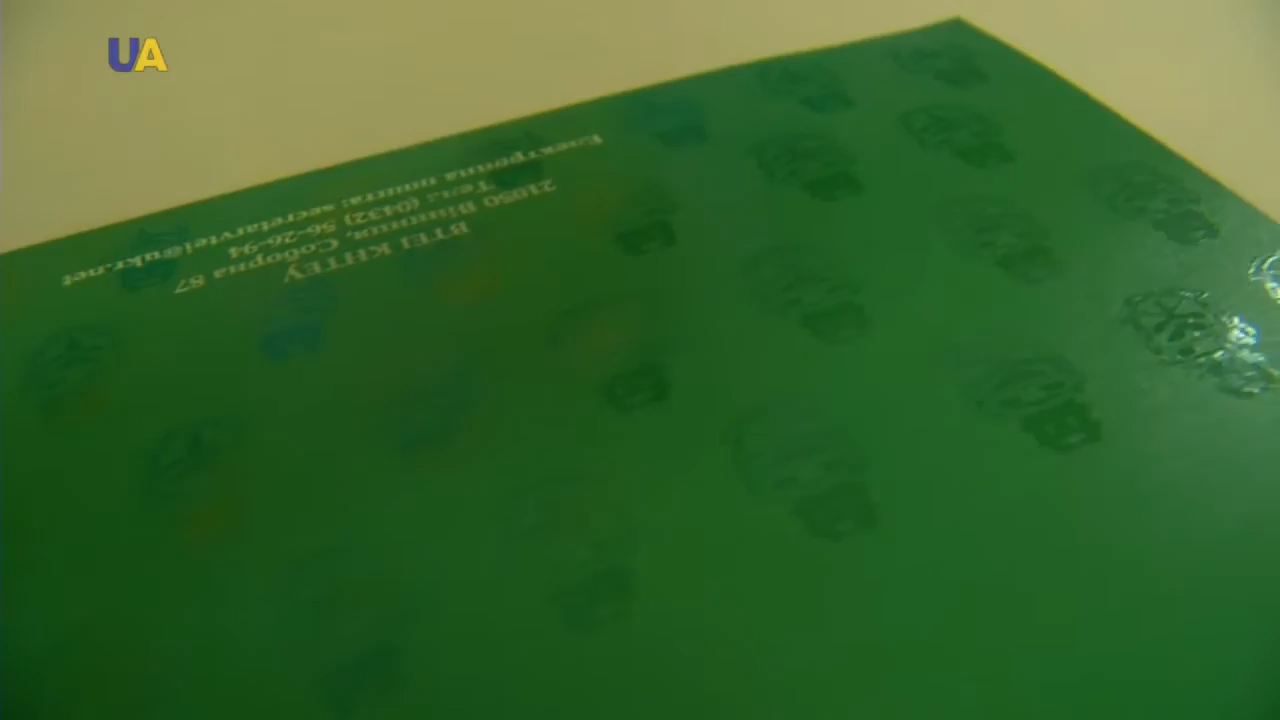 UA
ВТЕІ КНТЕУ
21050 Вінниця, Соборна 87
Тел.: (0432) 56-26-94
Електронна пошта: secretarvtei@ukr.net